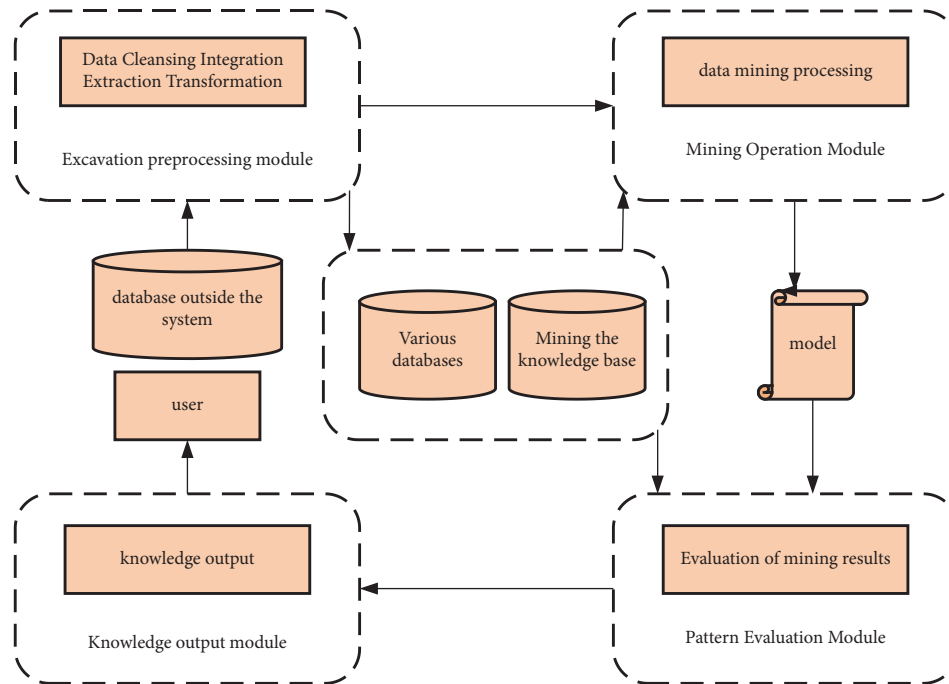 Data Cleansing Integration
Extraction Transformation
Excavation preprocessing module
data mining processing
Mining Operation Module
database outside the
system
Various
databases
Mining the
knowledge base
model
user
knowledge output
Knowledge output module
Evaluation of mining results
Pattern Evaluation Module